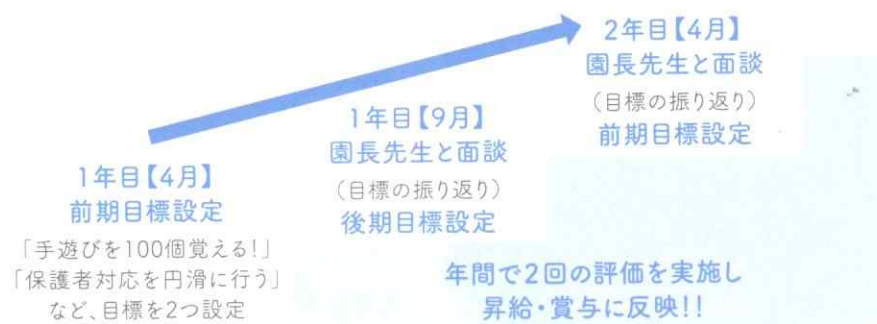 1年目【4月】
前期目標設定
「手遊びを100個覚える!」
「保護者対応を円滑に行う」
など、目標を2つ設定
1年目【9月】
園長先生と面談
（目標の振り返り）
後期目標設定
2年目【4月】
園長先生と面談
（目標の振り返り）
前期目標設定
年間で2回の評価を実施し
昇給・賞与に反映!!